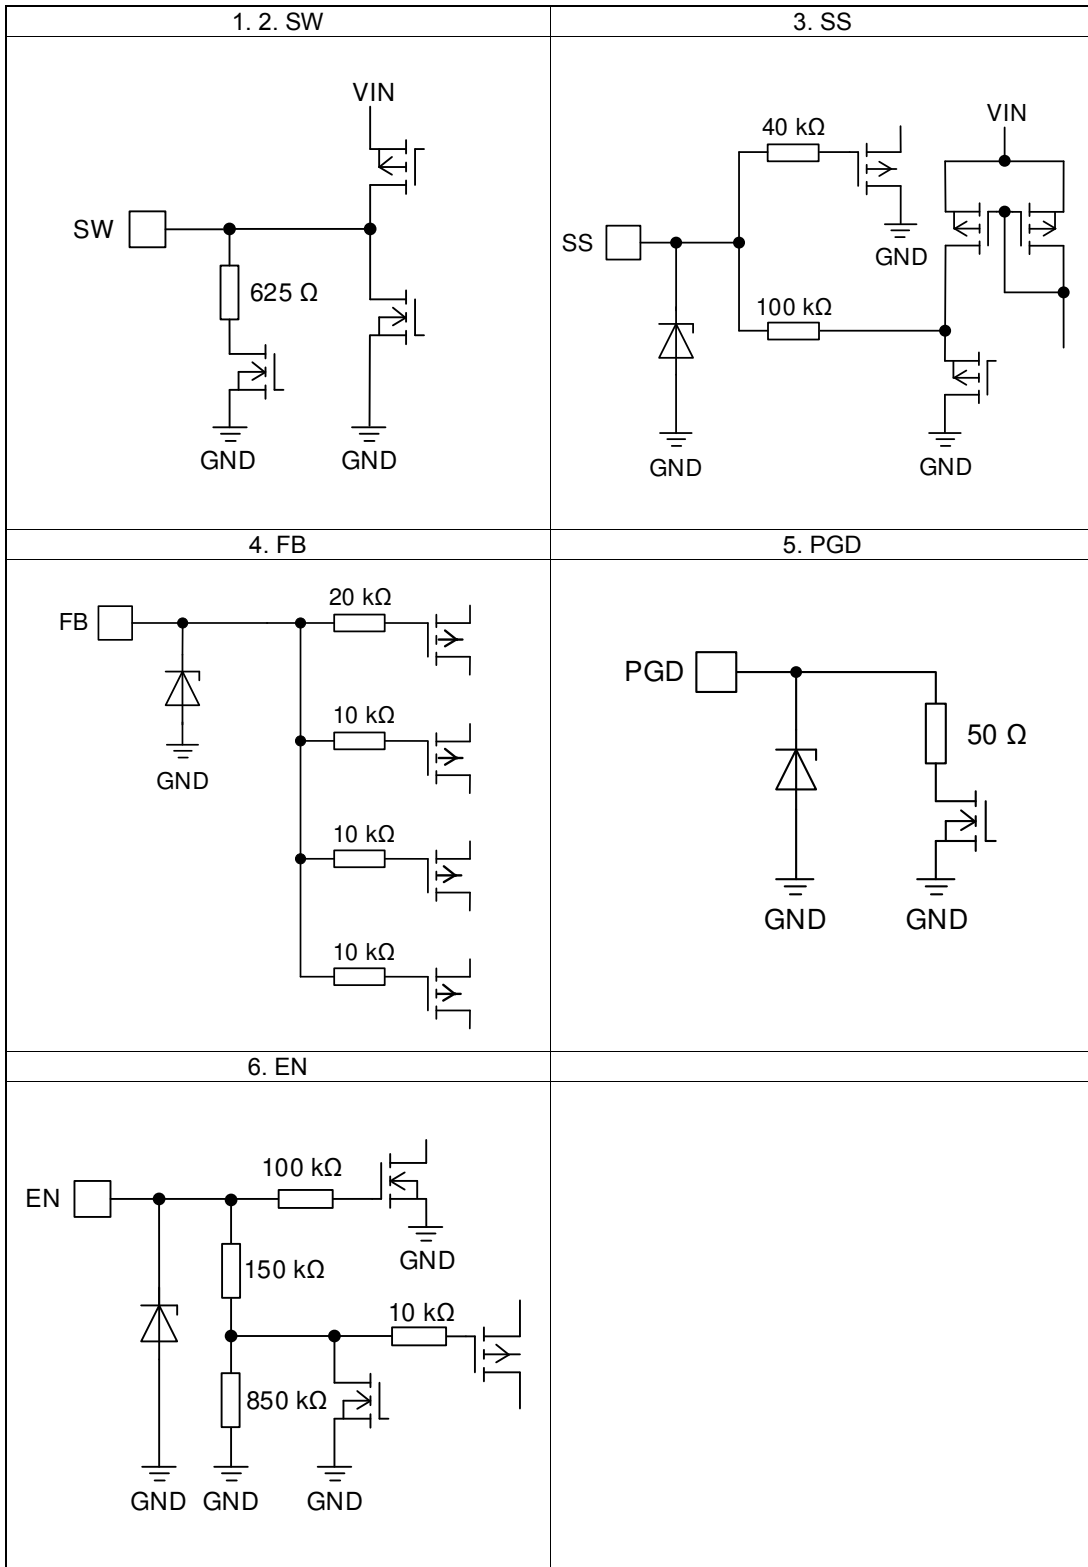 1. 2. SW
3. SS
VIN
SW
625 Ω
GND
GND
40 kΩ
VIN
SS
GND
100 kΩ
GND
GND
4. FB
5. PGD
20 kΩ
FB
10 kΩ
GND
10 kΩ
10 kΩ
PGD
50 Ω
GND
GND
6. EN
100 kΩ
EN
GND
150 kΩ
10 kΩ
850 kΩ
GND
GND
GND